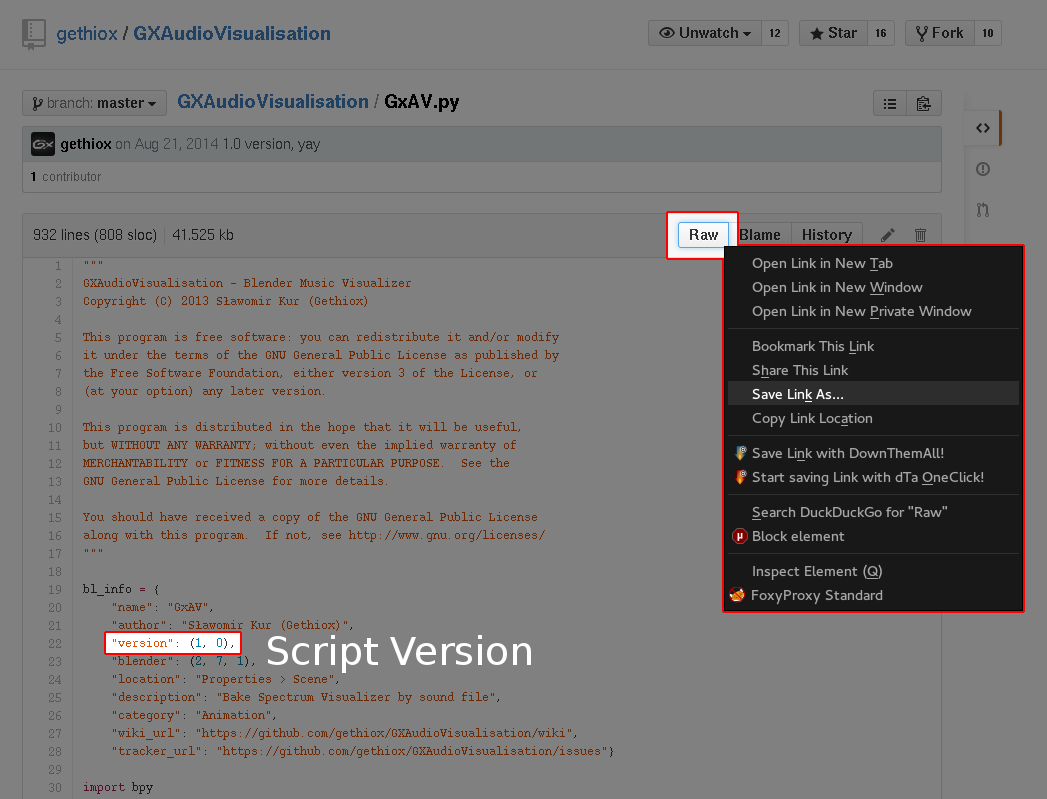 gethiox / GXAudioVisualisation
Unwatch 12
Star 16
Fork 10
branch: master
GXAudioVisualisation / GxAV.py
Gx gethiox on Aug 21, 2014 1.0 version, yay
1 contributor
932 lines (808 sloc) 41.525 kb
Raw
Blame
History
Open Link in New Tab
Open Link in New Window
Open Link in New Private Window
Bookmark This Link
Share This Link
Save Link As...
Copy Link Location
Save Link with DownThemAll!
Start saving Link with dTa OneClick!
Search DuckDuckGo for "Raw"
µ Block element
Inspect Element (Q)
FoxyProxy Standard
1 """
2 GXAudioVisualisation - Blender Music Visualizer
3 Copyright (C) 2013 Sławomir Kur (Gethiox)
4
5 This program is free software: you can redistribute it and/or modify
6 it under the terms of the GNU General Public License as published by
7 the Free Software Foundation, either version 3 of the License, or
8 (at your option) any later version.
9
10 This program is distributed in the hope that it will be useful,
11 but WITHOUT ANY WARRANTY; without even the implied warranty of
12 MERCHANTABILITY or FITNESS FOR A PARTICULAR PURPOSE.  See the
13 GNU General Public License for more details.
14
15 You should have received a copy of the GNU General Public License
16 along with this program.  If not, see http://www.gnu.org/licenses/
17 """
18
19 bl_info = {
20 "name": "GxAV",
21 "author": "Sławomir Kur (Gethiox)",
22 "version": (1, 0),
Script Version
23 "blender": (2, 7, 1),
24 "location": "Properties > Scene",
25 "description": "Bake Spectrum Visualizer by sound file",
26 "category": "Animation",
27 "wiki_url": "https://github.com/gethiox/GXAudioVisualisation/wiki",
28 "tracker_url": "https://github.com/gethiox/GXAudioVisualisation/issues"}
29
30 import bpy